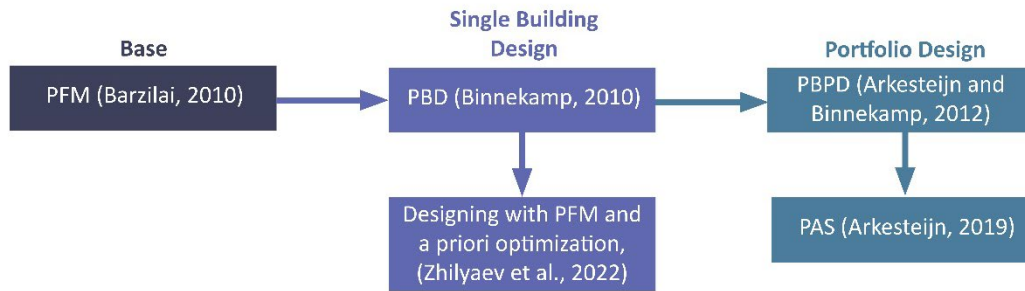 Base
PFM (Barzilai, 2010)
Single Building
Design
PBD (Binnekamp, 2010)
Designing with PFM and
a priori optimization,
(Zhilyaev et al., 2022)
Portfolio Design
PBPD (Arkesteijn and
Binnekamp, 2012)
PAS (Arkesteijn, 2019)